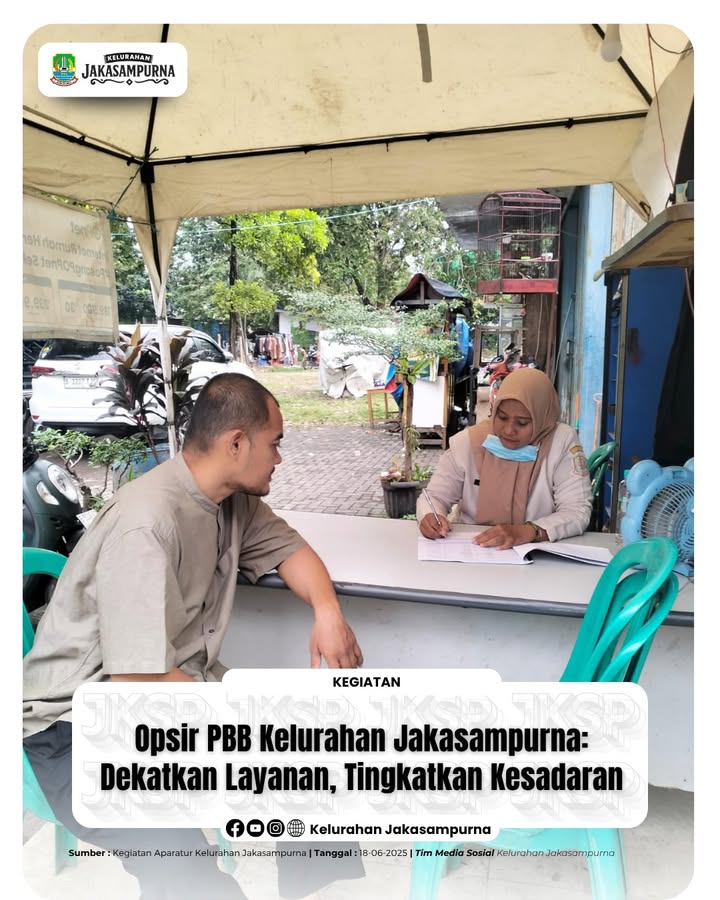 KELURAHAN
JAKASAMPURNA
KEGIATAN
Opsir PBB Kelurahan Jakasampurna:
Dekatkan Layanan, Tingkatkan Kesadaran
Kelurahan Jakasampurna
Sumber : Kegiatan Aparatur Kelurahan Jakasampurna | Tanggal : 18-06-2025 | Tim Media Sosial Kelurahan Jakasampurna